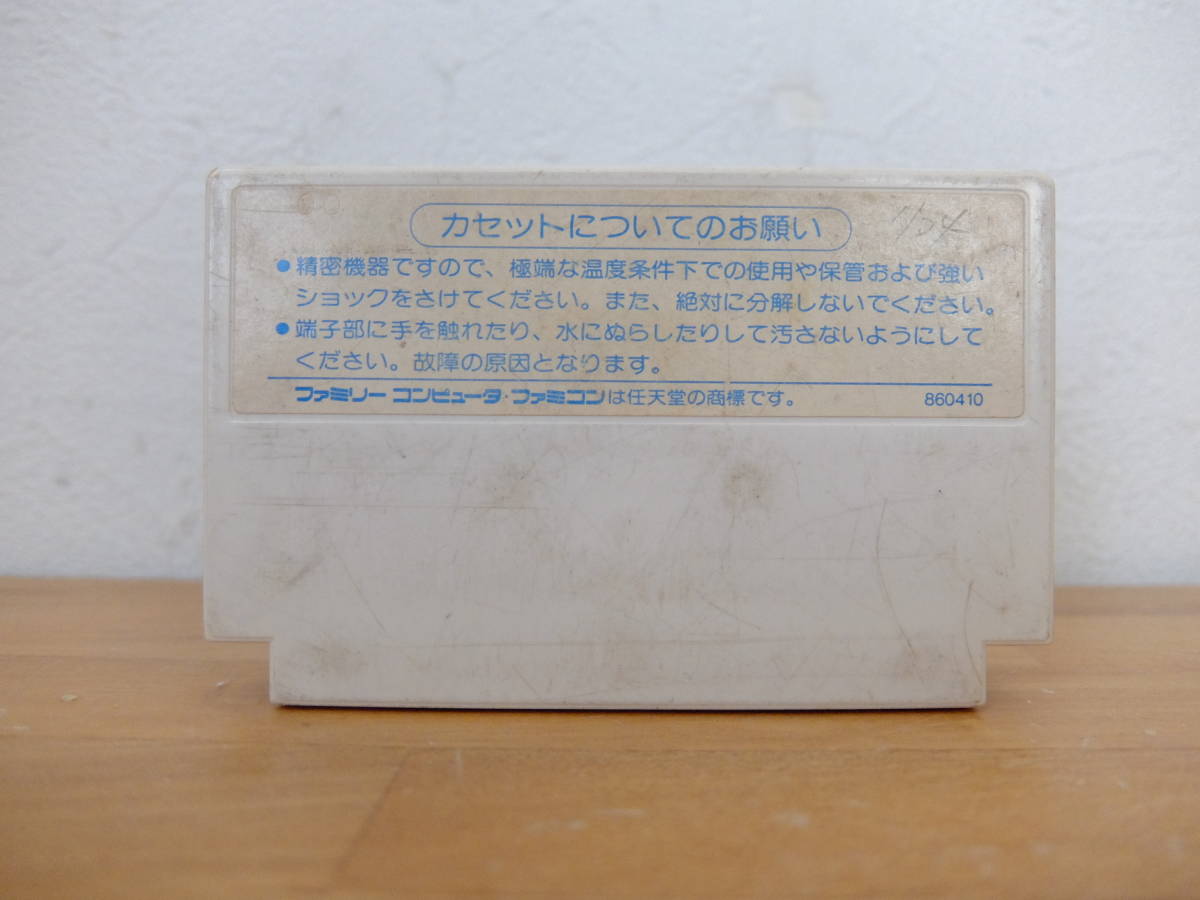 カセットについてのお願い
●精密機器ですので、極端な温度条件下での使用や保管および強い
ショックをさけてください。また、絶対に分解しないでください。
●端子部に手を触れたり、水にぬらしたりして汚さないようにして
ください。故障の原因となります。
ファミリー コンピュータ・ファミコンは任天堂の商標です。 860410